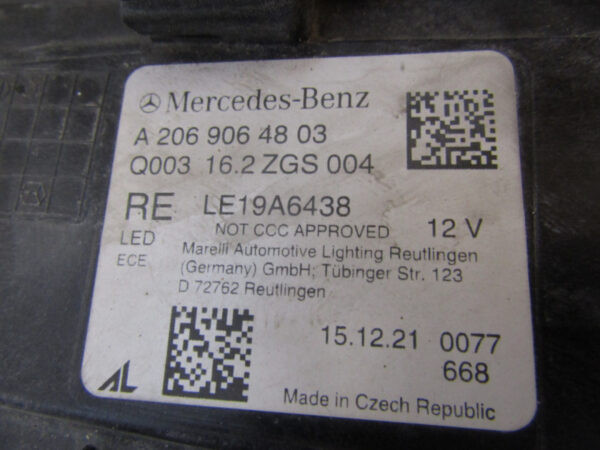 Mercedes-Benz
A 206 906 48 03
Q003 16.2 ZGS 004
RE LE19A6438
NOT CCC APPROVED 12 V
LED
ECE
Marelli Automotive Lighting Reutlingen
(Germany) GmbH; Tübinger Str. 123
D 72762 Reutlingen
15.12.21 0077
668
AL
Made in Czech Republic